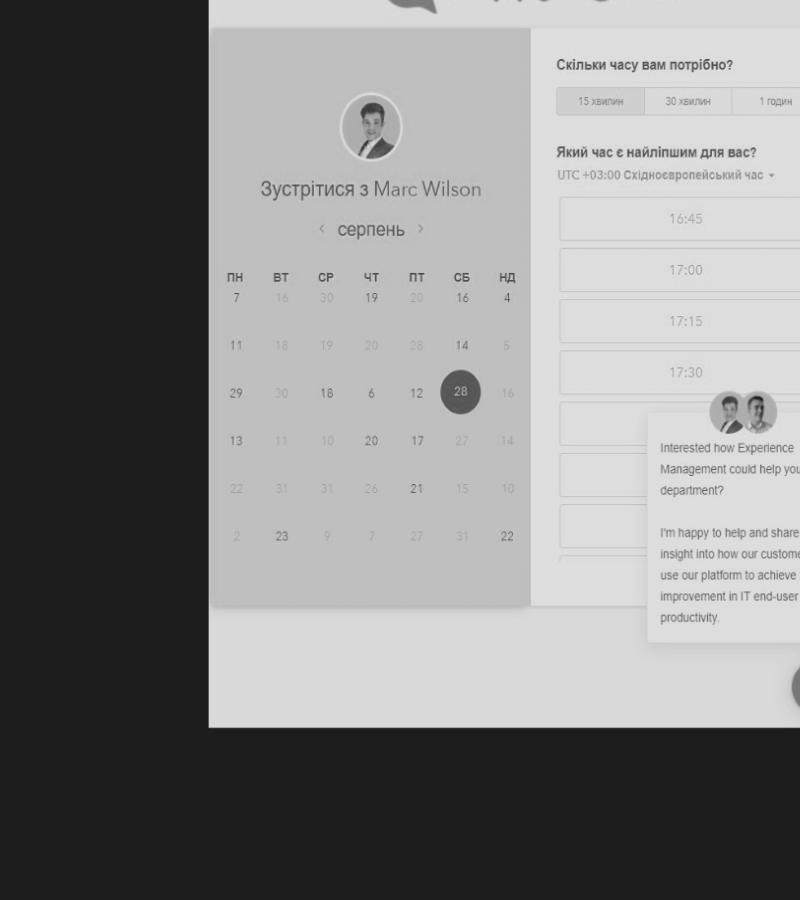 Зустрітися з Marc Wilson
‹ серпень ›
ПН ВТ СР ЧТ ПТ СБ НД
7 16 30 19 20 16 4
11 18 19 20 28 14 5
29 30 18 6 12 28 16
13 11 10 20 17 27 14
22 31 31 26 21 15 10
2 23 9 7 27 31 22
Скільки часу вам потрібно?
15 хвилин 30 хвилин 1 годин
Який час є найліпшим для вас?
UTC +03:00 Східноєвропейський час
16:45
17:00
17:15
17:30
Interested how Experience
Management could help you
department?
I'm happy to help and share
insight into how our custome
use our platform to achieve
improvement in IT end-user
productivity.